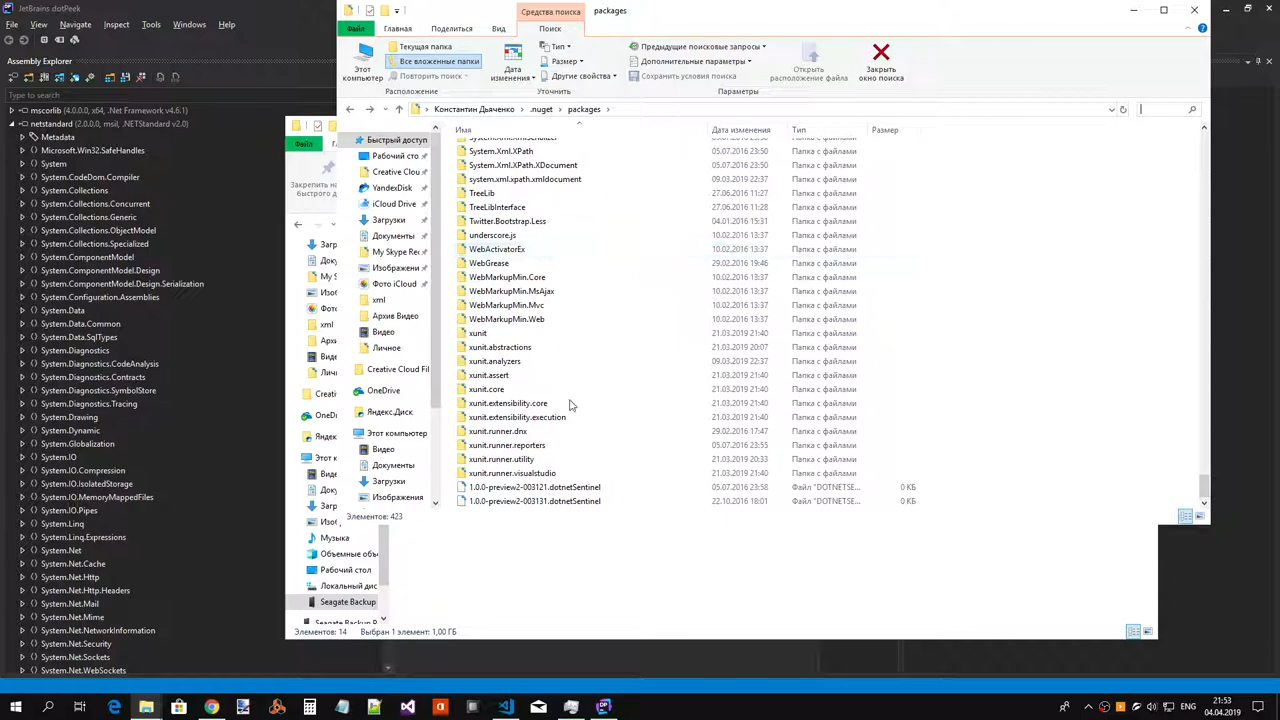 JetBrains dotPeek
File
View
Navigate
Inspect
Tools
Windows
Help
Assembly Explorer
Type to search
mscorlib (4.0.0.0, x64, .Net Framework v4.6.1)
netstandard (2.0.0.0, msil, .NETStandard v2.0)
Metadata
Microsoft.Win32.SafeHandles
System
System.CodeDom.Compiler
System.Collections
System.Collections.Concurrent
System.Collections.Generic
System.Collections.ObjectModel
System.Collections.Specialized
System.ComponentModel
System.ComponentModel.Design
System.ComponentModel.Design.Serialization
System.Configuration.Assemblies
System.Data
System.Data.Common
System.Data.SqlTypes
System.Diagnostics
System.Diagnostics.CodeAnalysis
System.Diagnostics.Contracts
System.Diagnostics.SymbolStore
System.Diagnostics.Tracing
System.Drawing
System.Dynamic
System.Globalization
System.IO
System.IO.Compression
System.IO.IsolatedStorage
System.IO.MemoryMappedFiles
System.IO.Pipes
System.Linq
System.Linq.Expressions
System.Net
System.Net.Cache
System.Net.Http
System.Net.Http.Headers
System.Net.Mail
System.Net.Mime
System.Net.NetworkInformation
System.Net.Security
System.Net.Sockets
System.Net.WebSockets
Файл
Закрепить на
быстрого д
Загр
Доку
My S
Изоб
Фото
xml
Архи
Виде
Личн
Creati
OneD
Яндек
Этот к
Виде
Доку
Загр
Изоб
Музыка
Объемные объ
Рабочий стол
Локальный дис
Seagate Backup
Seagate Backup P
Элементов: 14
Выбран 1 элемент: 1,00 ГБ
Средства поиска
packages
Файл
Главная
Поделиться
Вид
Поиск
Этот
компьютер
Текущая папка
Все вложенные папки
Повторить поиск
Расположение
Дата
изменения
Тип
Размер
Другие свойства
Уточнить
Предыдущие поисковые запросы
Дополнительные параметры
Сохранить условия поиска
Открыть
расположение файла
Закрыть
окно поиска
Параметры
Константин Дьяченко
.nuget
packages
Быстрый доступ
Рабочий сто
Creative Clou
YandexDisk
iCloud Drive
Загрузки
Документы
My Skype Rec
Изображени
Фото iCloud
xml
Архив Видео
Видео
Личное
Creative Cloud Fil
OneDrive
Яндекс.Диск
Этот компьютер
Видео
Документы
Загрузки
Изображения
Имя Дата изменения Тип Размер
System.Xml.XPath 05.07.2016 23:50 Папка с файлами
System.Xml.XPath.XDocument 05.07.2016 23:50 Папка с файлами
system.xml.xpath.xmldocument 09.03.2019 22:37 Папка с файлами
TreeLib 27.06.2016 11:27 Папка с файлами
TreeLibInterface 27.06.2016 11:28 Папка с файлами
Twitter.Bootstrap.Less 04.01.2016 15:31 Папка с файлами
underscore.js 10.02.2016 13:37 Папка с файлами
WebActivatorEx 10.02.2016 13:37 Папка с файлами
WebGrease 29.02.2016 19:46 Папка с файлами
WebMarkupMin.Core 10.02.2016 13:37 Папка с файлами
WebMarkupMin.MsAjax 10.02.2016 13:37 Папка с файлами
WebMarkupMin.Mvc 10.02.2016 13:37 Папка с файлами
WebMarkupMin.Web 10.02.2016 13:37 Папка с файлами
xunit 21.03.2019 21:40 Папка с файлами
xunit.abstractions 21.03.2019 20:07 Папка с файлами
xunit.analyzers 09.03.2019 22:37 Папка с файлами
xunit.assert 21.03.2019 21:40 Папка с файлами
xunit.core 21.03.2019 21:40 Папка с файлами
xunit.extensibility.core 21.03.2019 21:40 Папка с файлами
xunit.extensibility.execution 21.03.2019 21:40 Папка с файлами
xunit.runner.dnx 29.02.2016 17:47 Папка с файлами
xunit.runner.reporters 05.07.2016 23:55 Папка с файлами
xunit.runner.utility 21.03.2019 20:33 Папка с файлами
xunit.runner.visualstudio 21.03.2019 21:40 Папка с файлами
1.0.0-preview2-003121.dotnetSentinel 05.07.2016 23:58 Файл "DOTNETSE... 0 КБ
1.0.0-preview2-003131.dotnetSentinel 22.10.2016 18:01 Файл "DOTNETSE... 0 КБ
Элементов: 423
РУС
21:53
04.04.2019